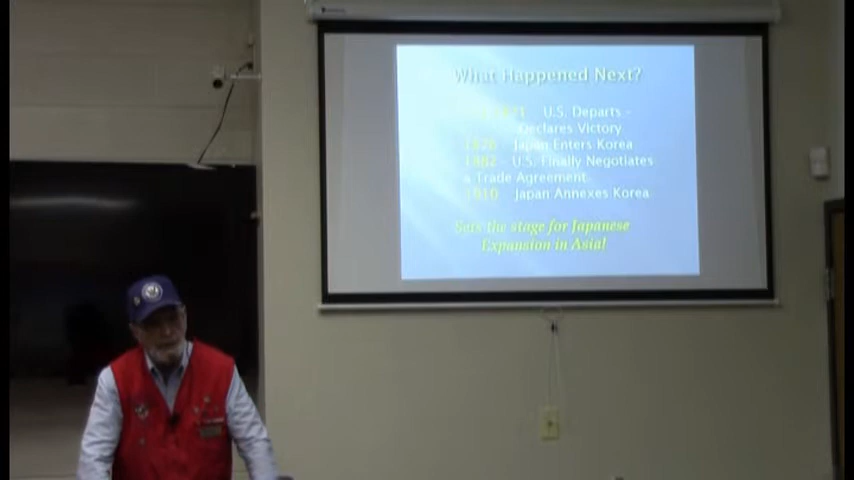 What Happened Next?
U.S. Departs -
Declares Victory
1876 Japan Enters Korea
1882 - U.S. Finally Negotiates
a Trade Agreement
1910 Japan Annexes Korea
Sets the stage for Japanese
Expansion in Asia!